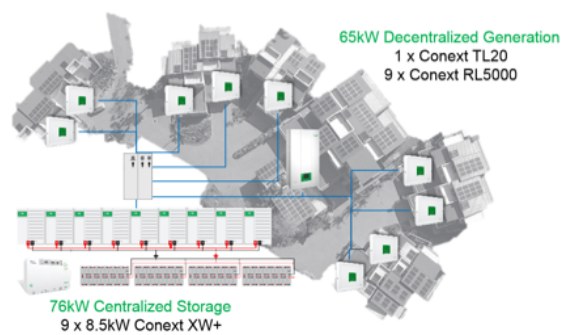 65kW Decentralized Generation
1 x Conext TL20
9 x Conext RL5000
76kW Centralized Storage
9 x 8.5kW Conext XW+